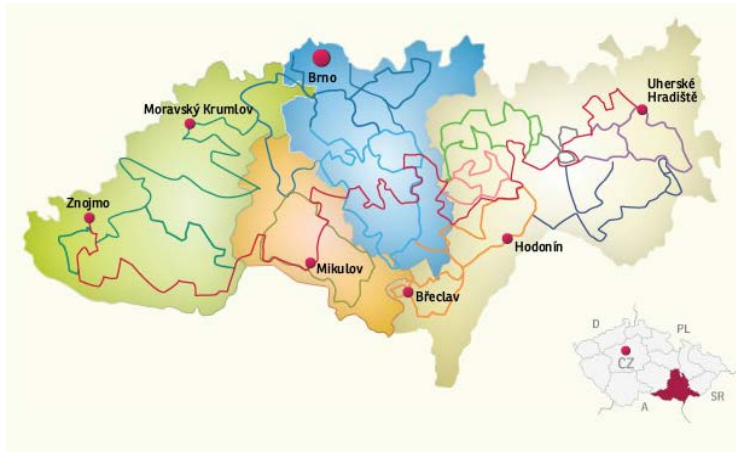 Brno
Uherské
Hradiště
Moravský Krumlov
Znojmo
Hodonín
Mikulov
Břeclav
D
PL
CZ
A
SR